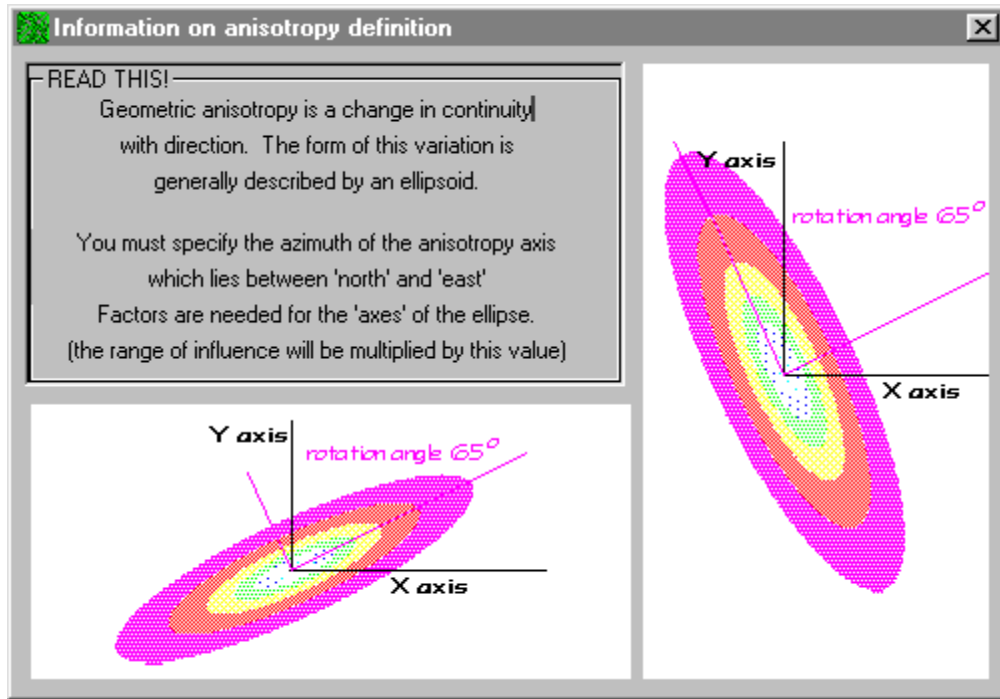 Information on anisotropy definition
READ THIS!
Geometric anisotropy is a change in continuity
with direction. The form of this variation is
generally described by an ellipsoid.
You must specify the azimuth of the anisotropy axis
which lies between 'north' and 'east'
Factors are needed for the 'axes' of the ellipse.
(the range of influence will be multiplied by this value)
Y axis
rotation angle 65°
X axis
Y axis
rotation angle 65°
X axis